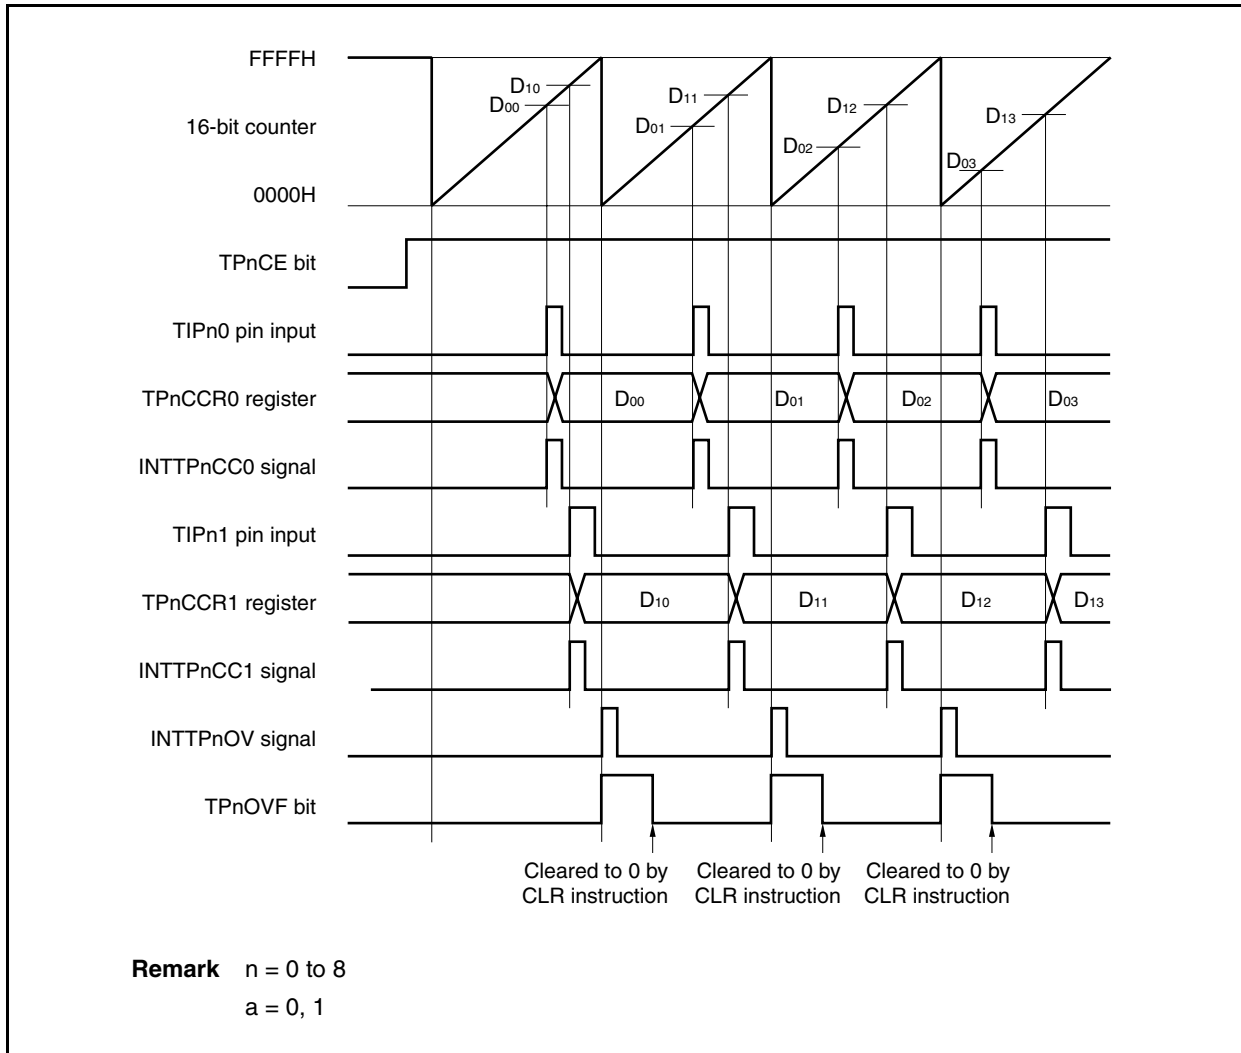 FFFFH
D10
D00
D11
D01
D12
D02
D13
D03
16-bit counter
0000H
TPnCE bit
TIPn0 pin input
TPnCCR0 register
D00 D01 D02 D03
INTTPnCC0 signal
TIPn1 pin input
TPnCCR1 register
D10 D11 D12 D13
INTTPnCC1 signal
INTTPnOV signal
TPnOVF bit
Cleared to 0 by
CLR instruction
Cleared to 0 by
CLR instruction
Cleared to 0 by
CLR instruction
Remark n = 0 to 8
a = 0, 1